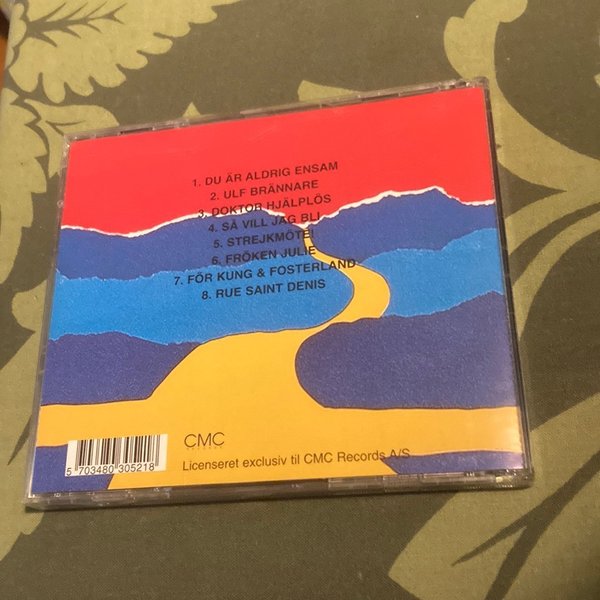 1. DU ÄR ALDRIG ENSAM
2. ULF BRÄNNARE
3. DOKTOR HJÄLPLÖS
4. SÅ VILL JAG BLI
5. STREJKMÖTE!
6. FRÖKEN JULIE
7. FÖR KUNG & FOSTERLAND
8. RUE SAINT DENIS
5 703480 305218
CMC
RECORDS
Licenseret exclusiv til CMC Records A/S